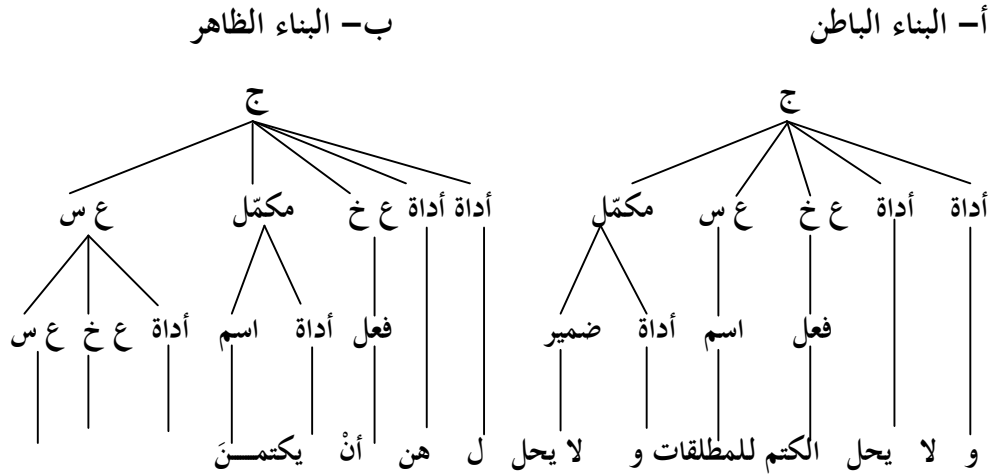 أ– البناء الباطن ب– البناء الظاهر
ج ج
أداة أداة ع خ ع س مكمّل أداة أداة ع خ مكمّل ع س
فعل اسم أداة ضمير فعل أداة اسم أداة ع خ ع س
و لا يحل الكتم للمطلقات و لا يحل ل هن أنْ يكتمـــنَ